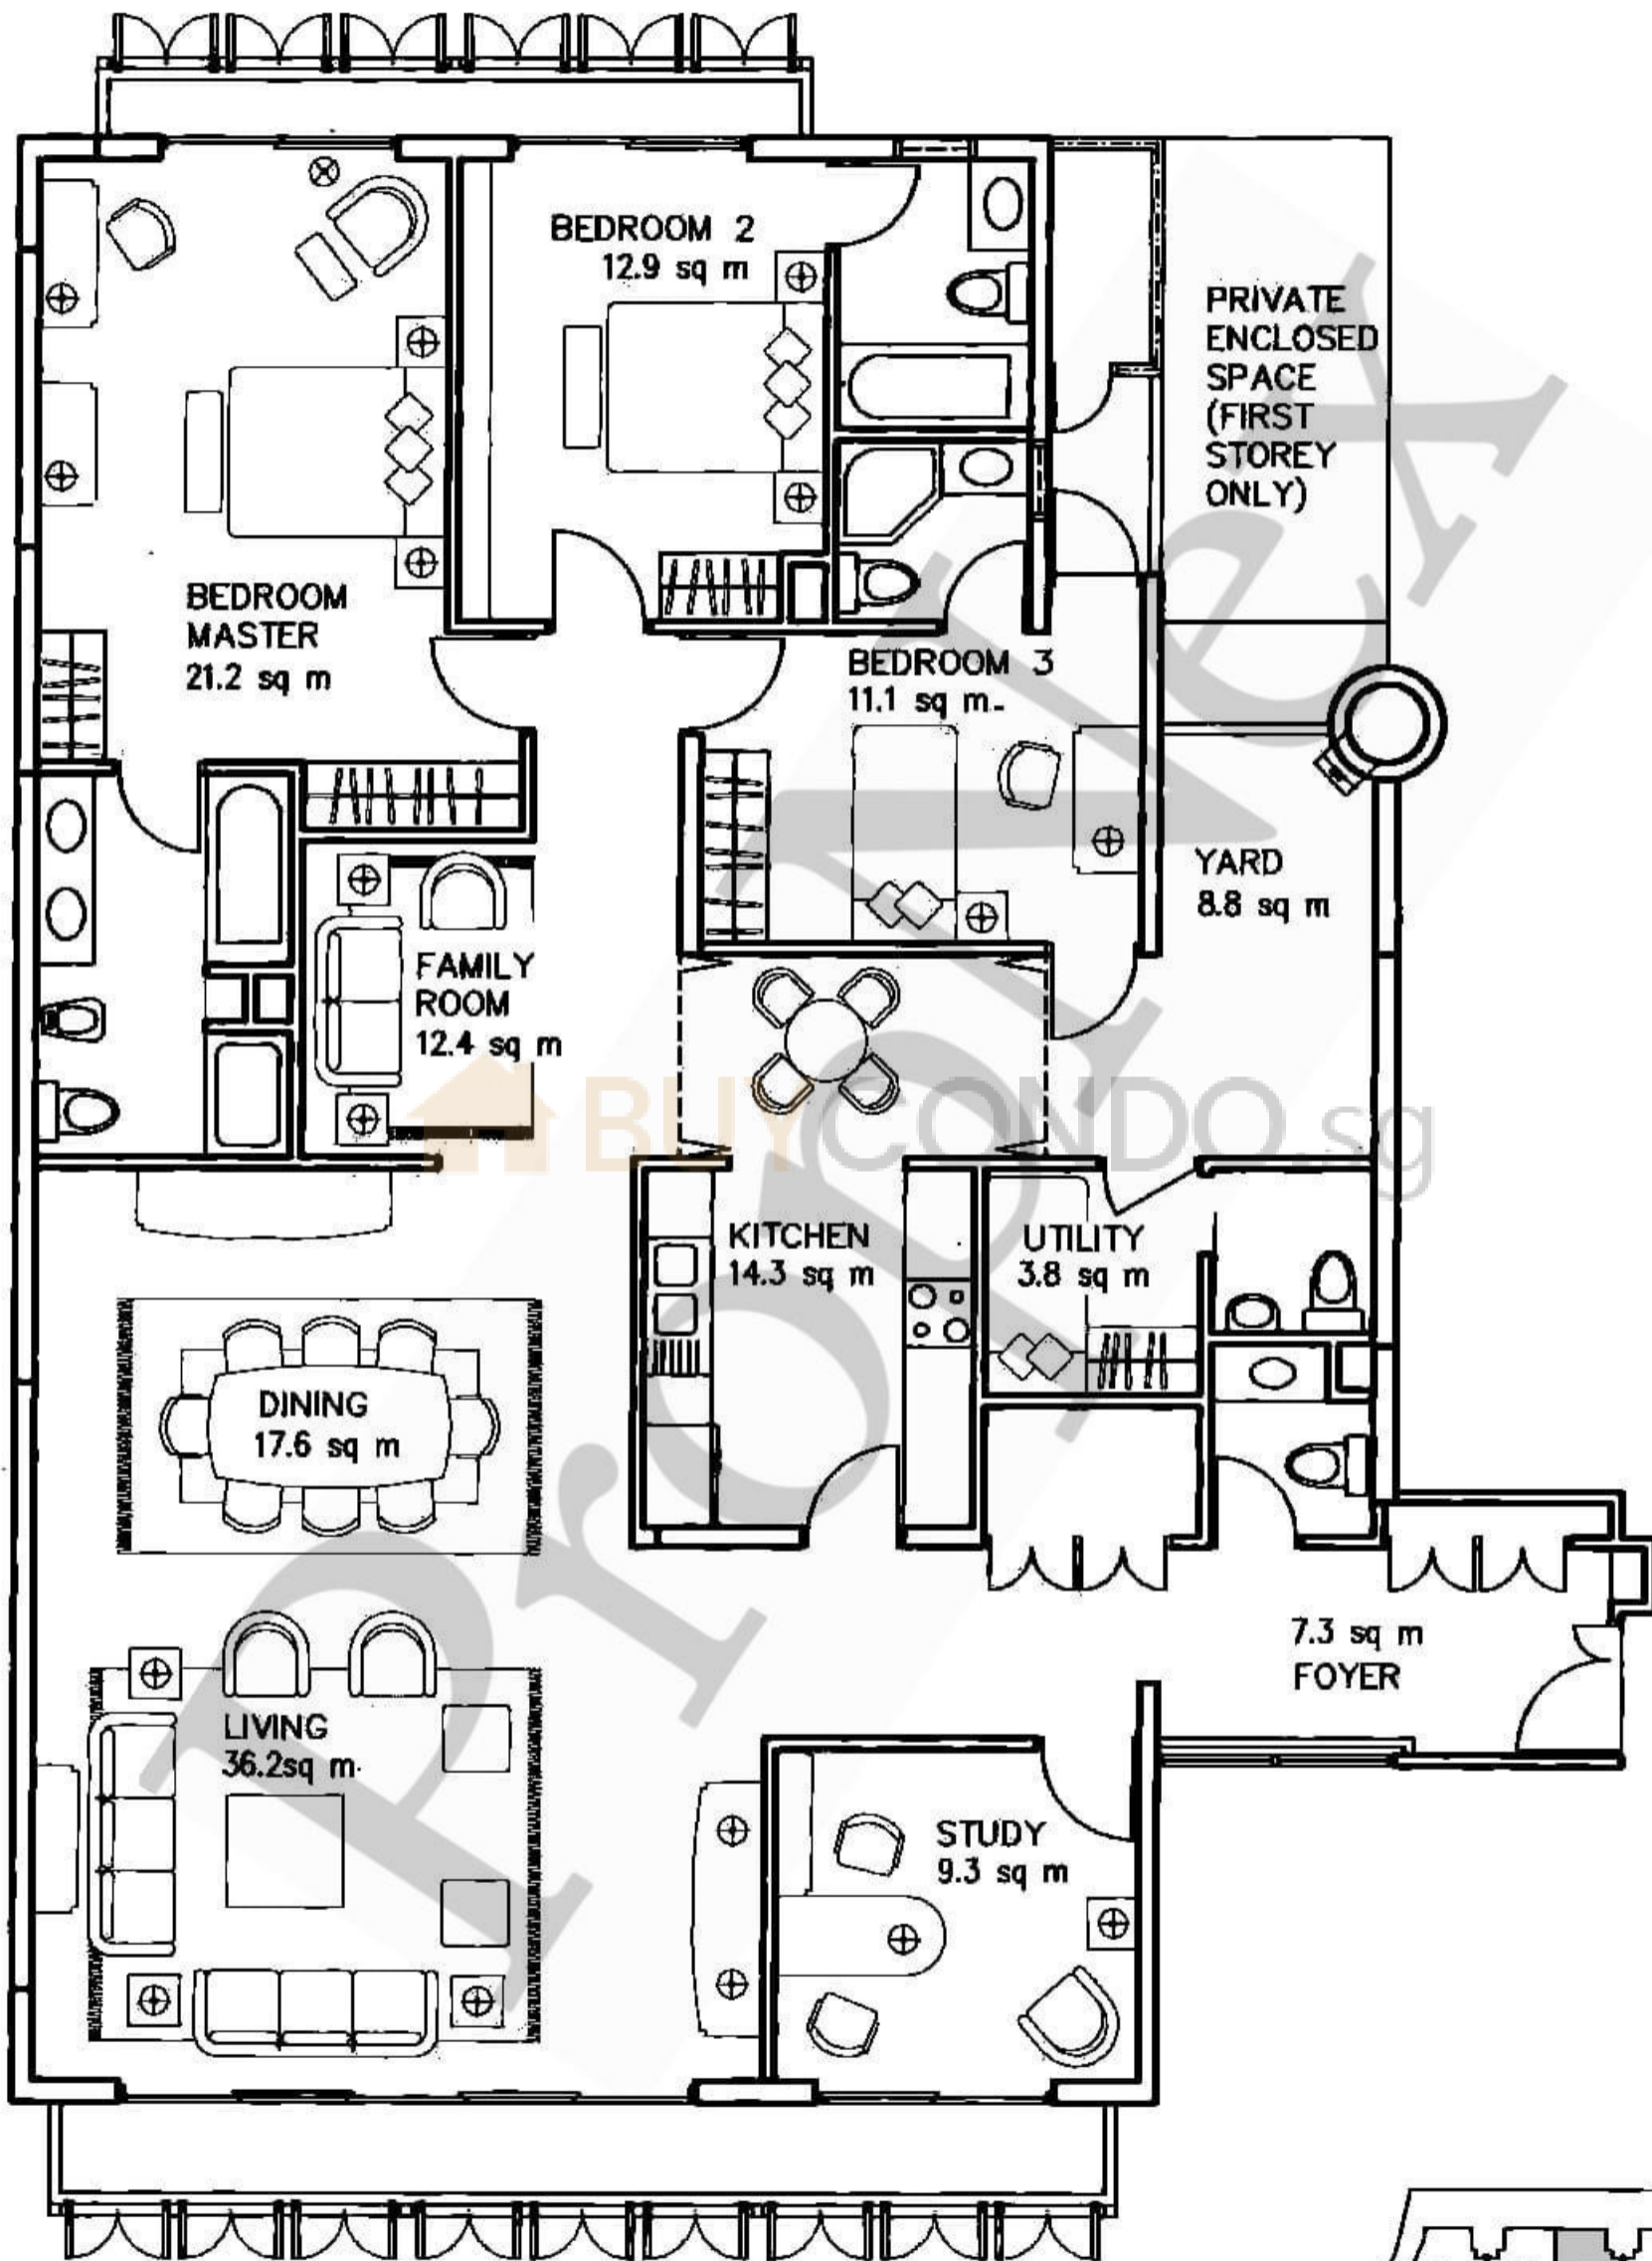 BEDROOM 2
12.9 sq m
PRIVATE
ENCLOSED
SPACE
(FIRST
STOREY
ONLY)
BEDROOM
MASTER
21.2 sq m
BEDROOM 3
11.1 sq m.
YARD
8.8 sq m
FAMILY
ROOM
12.4 sq m
BUYCONDO.sg
KITCHEN
14.3 sq m
UTILITY
3.8 sq m
DINING
17.6 sq m
7.3 sq m
FOYER
LIVING
36.2sq m.
STUDY
9.3 sq m
PropNex